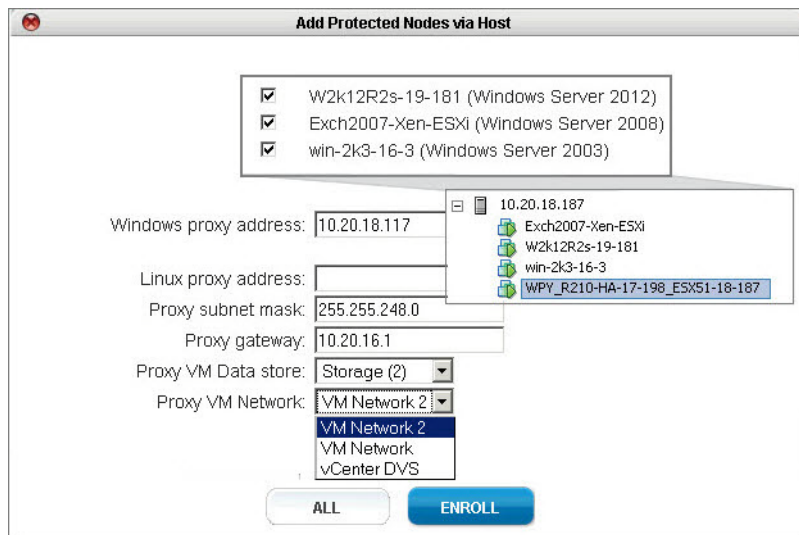 Add Protected Nodes via Host
W2k12R2s-19-181 (Windows Server 2012)
Exch2007-Xen-ESXi (Windows Server 2008)
win-2k3-16-3 (Windows Server 2003)
10.20.18.187
Exch2007-Xen-ESXi
W2k12R2s-19-181
win-2k3-16-3
WPY_R210-HA-17-198_ESX51-18-187
Windows proxy address: 10.20.18.117
Linux proxy address:
Proxy subnet mask: 255.255.248.0
Proxy gateway: 10.20.16.1
Proxy VM Data store: Storage (2)
Proxy VM Network: VM Network 2
VM Network 2
VM Network
vCenter DVS
ALL ENROLL